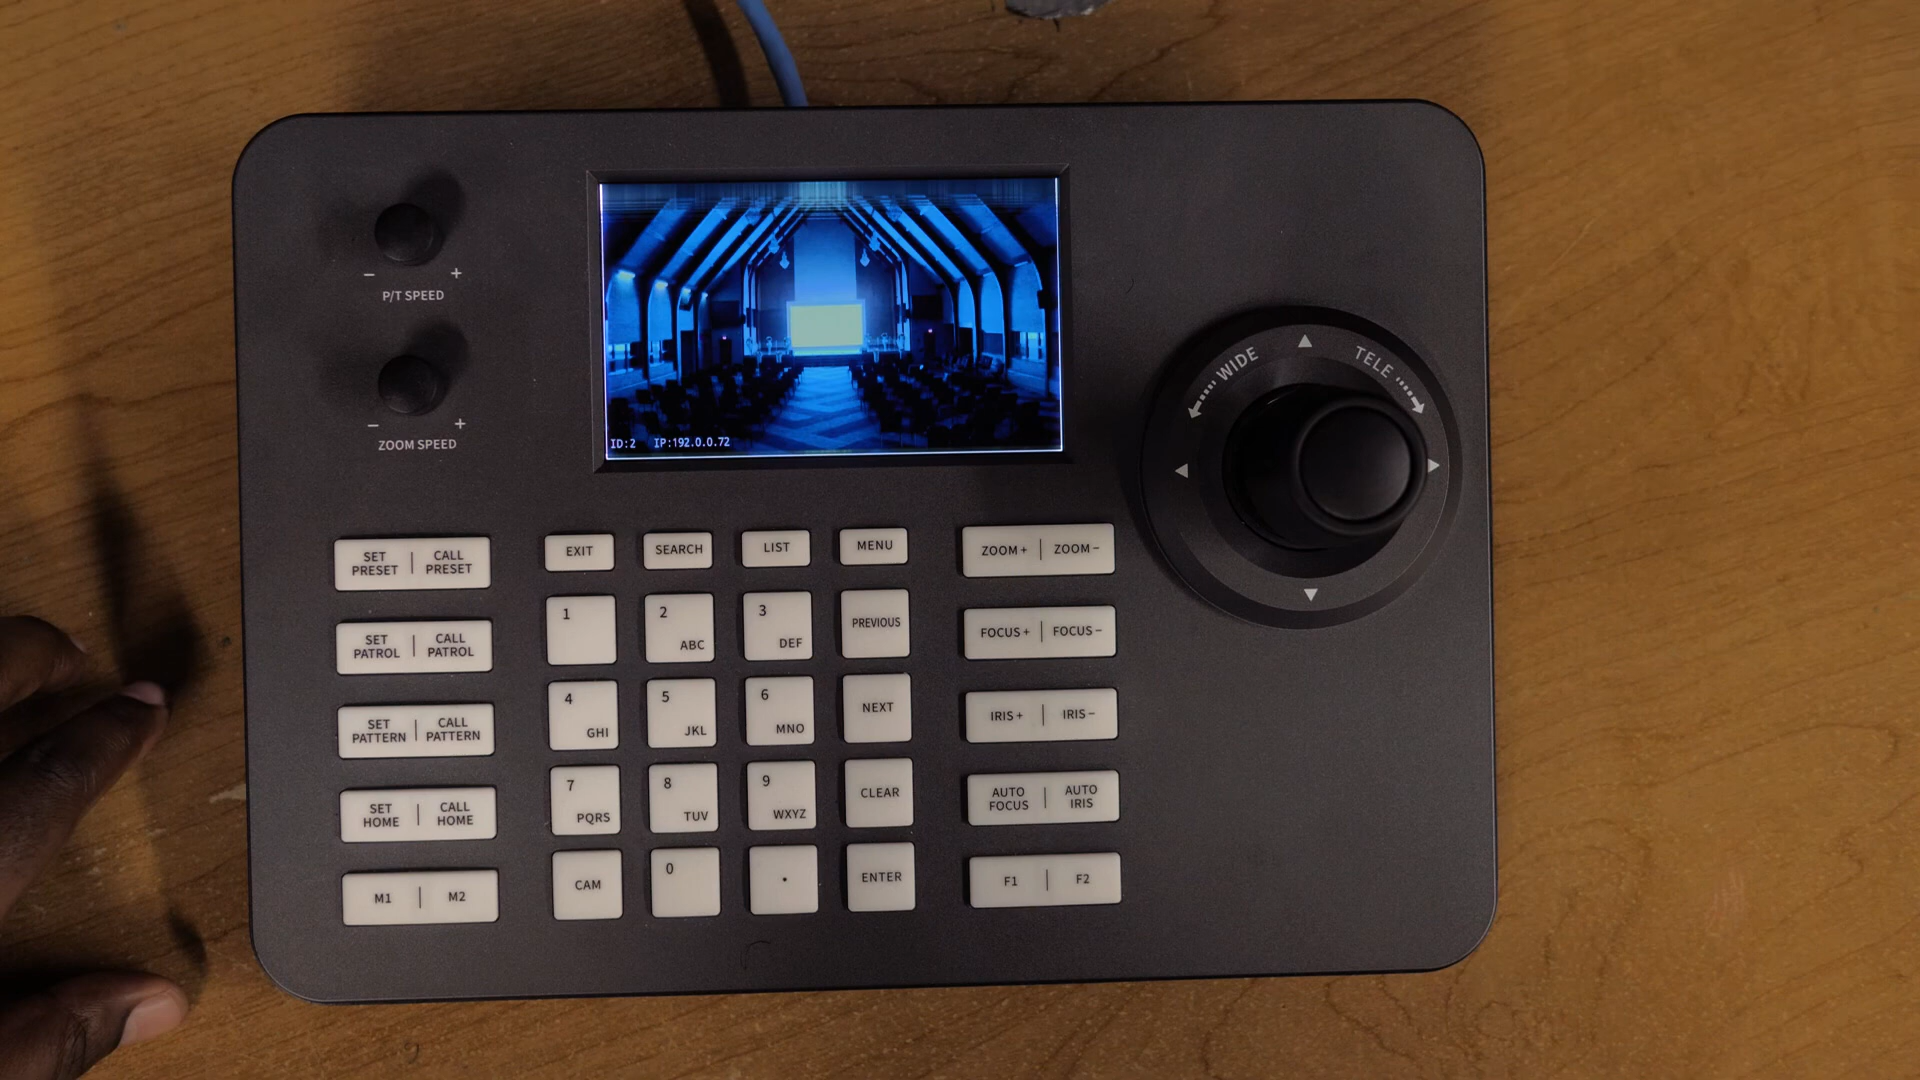 − +
P/T SPEED
− +
ZOOM SPEED
ID:2 IP:192.0.0.72
WIDE TELE
SET PRESET | CALL PRESET
SET PATROL | CALL PATROL
SET PATTERN | CALL PATTERN
SET HOME | CALL HOME
M1 | M2
EXIT SEARCH LIST MENU
1 2 ABC 3 DEF PREVIOUS
4 GHI 5 JKL 6 MNO NEXT
7 PQRS 8 TUV 9 WXYZ CLEAR
CAM 0 . ENTER
ZOOM+ | ZOOM−
FOCUS+ | FOCUS−
IRIS+ | IRIS−
AUTO FOCUS | AUTO IRIS
F1 | F2